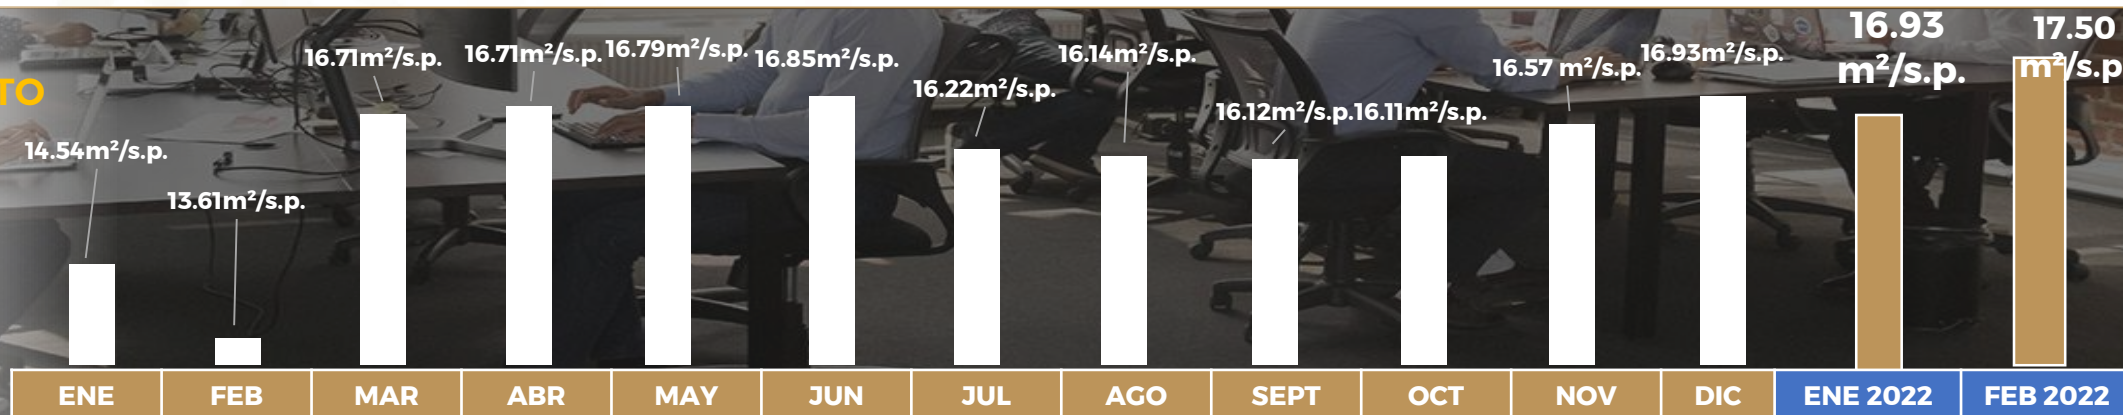 TO
14.54m²/s.p.
13.61m²/s.p.
16.71m²/s.p.
16.71m²/s.p.
16.79m²/s.p.
16.85m²/s.p.
16.22m²/s.p.
16.14m²/s.p.
16.12m²/s.p.
16.11m²/s.p.
16.57 m²/s.p.
16.93m²/s.p.
16.93
m²/s.p.
17.50
m²/s.p
ENE FEB MAR ABR MAY JUN JUL AGO SEPT OCT NOV DIC ENE 2022 FEB 2022